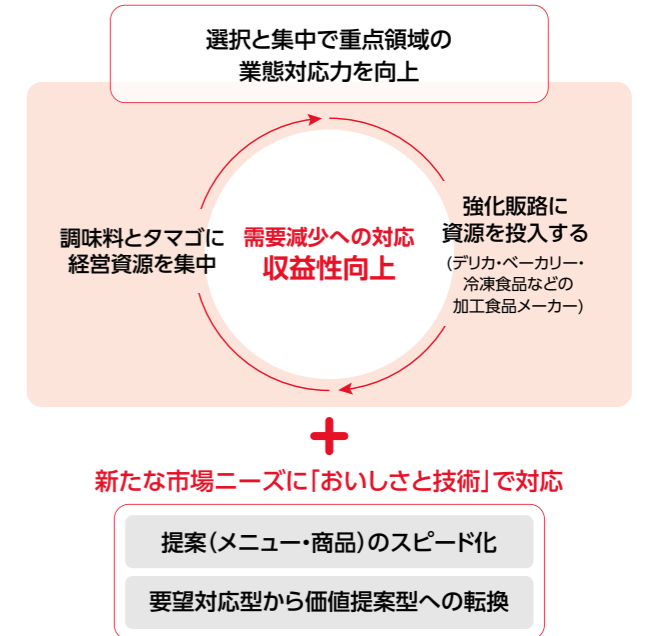 選択と集中で重点領域の
業態対応力を向上
調味料とタマゴに
経営資源を集中
需要減少への対応
収益性向上
強化販路に
資源を投入する
(デリカ・ベーカリー・
冷凍食品などの
加工食品メーカー)
+
新たな市場ニーズに「おいしさと技術」で対応
提案(メニュー・商品)のスピード化
要望対応型から価値提案型への転換